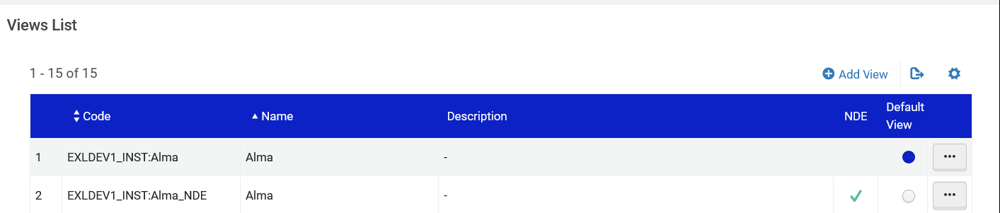 Views List
1 - 15 of 15
Add View
Code Name Description NDE Default View
1 EXLDEV1_INST:Alma Alma - ...
2 EXLDEV1_INST:Alma_NDE Alma - ...